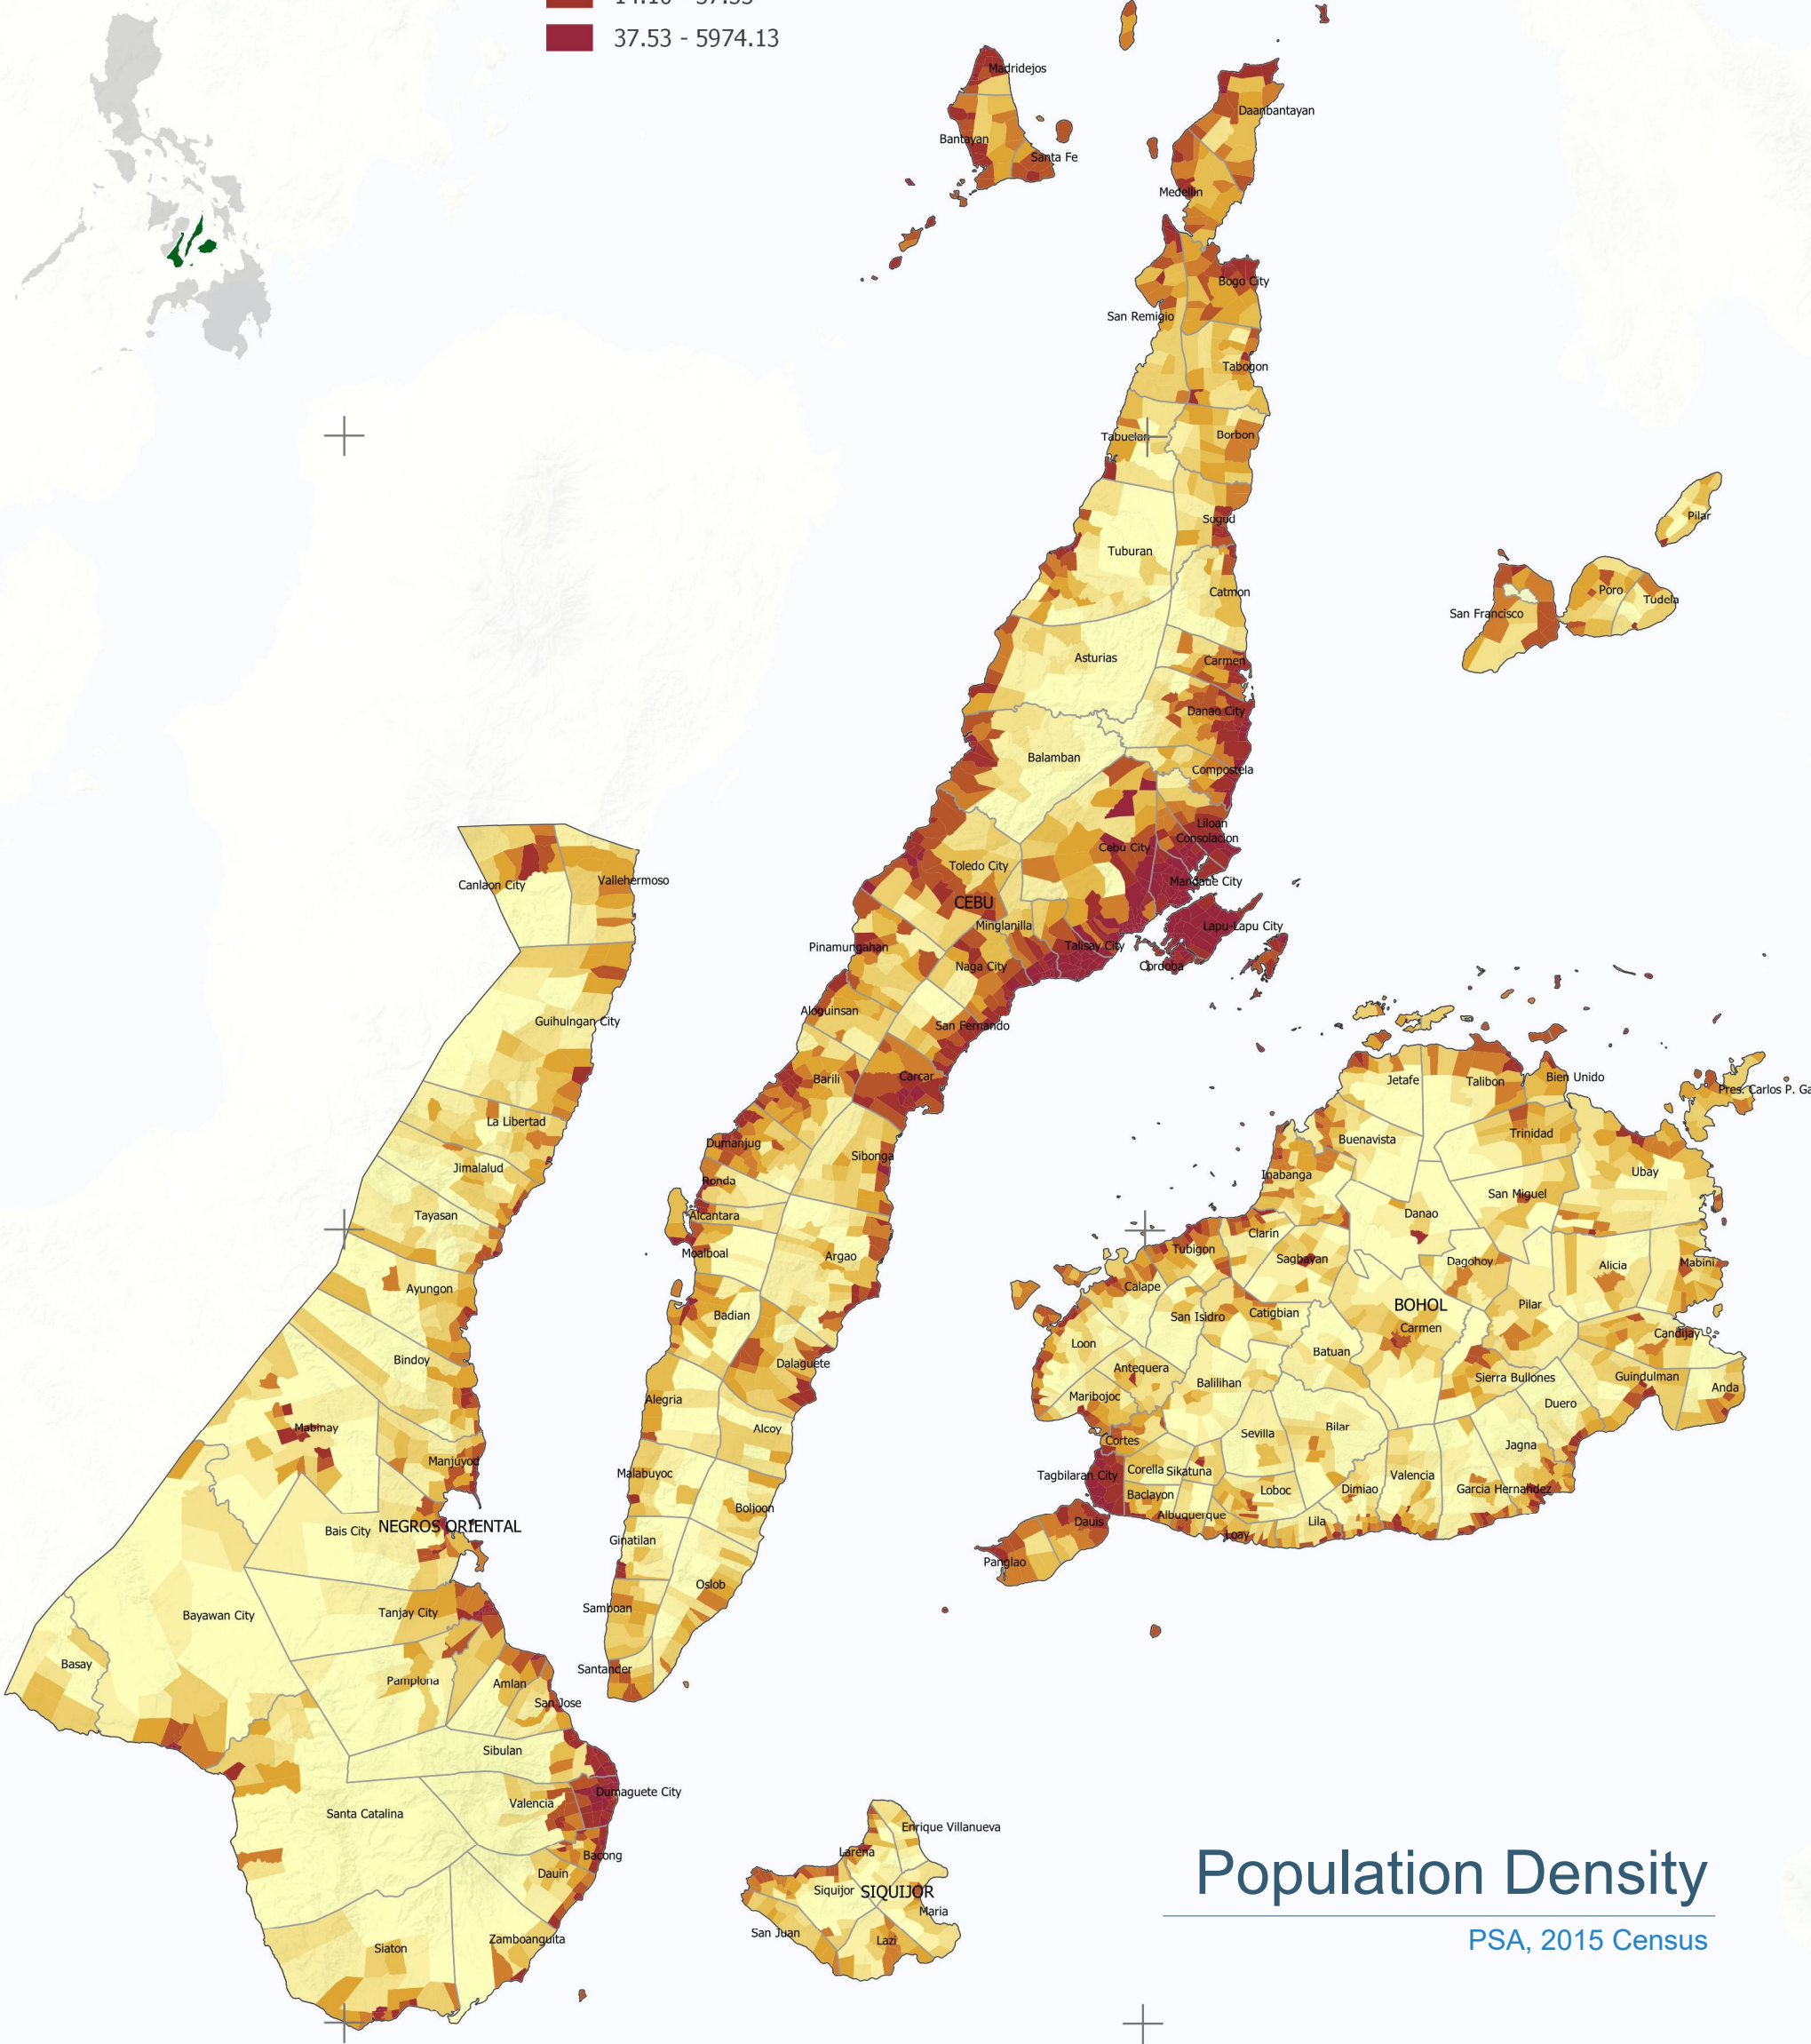 37.53 - 5974.13
Madridejos
Daanbantayan
Bantayan
Santa Fe
Medellin
Bogo City
San Remigio
Tabogon
Tabuelan
Borbon
Pilar
Sogod
Tuburan
Catmon
Poro
Tudela
San Francisco
Asturias
Carmen
Danao City
Balamban
Compostela
Liloan
Consolacion
Cebu City
Toledo City
Canlaon City
Vallehermoso
Mandaue City
CEBU
Minglanilla
Lapu-Lapu City
Pinamungahan
Talisay City
Naga City
Cordoba
Aloguinsan
Guihulngan City
San Fernando
Barili
Carcar
Jetafe
Talibon
Bien Unido
Pres. Carlos P. Ga
La Libertad
Dumanjug
Buenavista
Trinidad
Sibonga
Jimalalud
Inabanga
Ubay
Ronda
San Miguel
Tayasan
Alcantara
Danao
Clarin
Moalboal
Argao
Tubigon
Sagbayan
Dagohoy
Alicia
Mabini
Ayungon
Calape
Badian
San Isidro
Catigbian
BOHOL
Pilar
Carmen
Candijay
Loon
Batuan
Bindoy
Dalaguete
Antequera
Balilihan
Sierra Bullones
Guindulman
Anda
Alegria
Maribojoc
Duero
Mabinay
Alcoy
Sevilla
Bilar
Cortes
Jagna
Manjuyod
Malabuyoc
Tagbilaran City
Corella
Sikatuna
Valencia
Baclayon
Loboc
Dimiao
Garcia Hernandez
Boljoon
Albuquerque
Bais City
NEGROS ORIENTAL
Dauis
Lila
Loay
Ginatilan
Panglao
Oslob
Bayawan City
Tanjay City
Samboan
Basay
Santander
Pamplona
Amlan
San Jose
Sibulan
Dumaguete City
Valencia
Santa Catalina
Enrique Villanueva
Larena
Bacong
Dauin
Siquijor
SIQUIJOR
Maria
San Juan
Lazi
Zamboanguita
Siaton
Population Density
PSA, 2015 Census